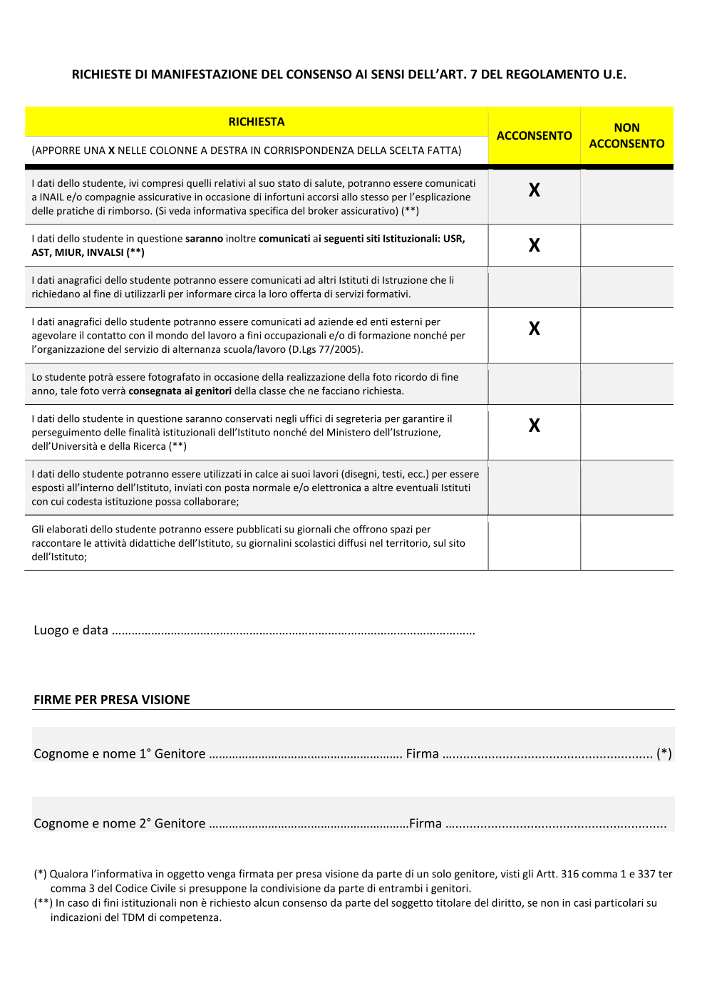 RICHIESTE DI MANIFESTAZIONE DEL CONSENSO AI SENSI DELL’ART. 7 DEL REGOLAMENTO U.E.
RICHIESTA
ACCONSENTO
NON
ACCONSENTO
(APPORRE UNA X NELLE COLONNE A DESTRA IN CORRISPONDENZA DELLA SCELTA FATTA)
I dati dello studente, ivi compresi quelli relativi al suo stato di salute, potranno essere comunicati
a INAIL e/o compagnie assicurative in occasione di infortuni accorsi allo stesso per l’esplicazione
delle pratiche di rimborso. (Si veda informativa specifica del broker assicurativo) (**)
X
I dati dello studente in questione saranno inoltre comunicati ai seguenti siti Istituzionali: USR,
AST, MIUR, INVALSI (**)
X
I dati anagrafici dello studente potranno essere comunicati ad altri Istituti di Istruzione che li
richiedano al fine di utilizzarli per informare circa la loro offerta di servizi formativi.
I dati anagrafici dello studente potranno essere comunicati ad aziende ed enti esterni per
agevolare il contatto con il mondo del lavoro a fini occupazionali e/o di formazione nonché per
l’organizzazione del servizio di alternanza scuola/lavoro (D.Lgs 77/2005).
X
Lo studente potrà essere fotografato in occasione della realizzazione della foto ricordo di fine
anno, tale foto verrà consegnata ai genitori della classe che ne facciano richiesta.
I dati dello studente in questione saranno conservati negli uffici di segreteria per garantire il
perseguimento delle finalità istituzionali dell’Istituto nonché del Ministero dell’Istruzione,
dell’Università e della Ricerca (**)
X
I dati dello studente potranno essere utilizzati in calce ai suoi lavori (disegni, testi, ecc.) per essere
esposti all’interno dell’Istituto, inviati con posta normale e/o elettronica a altre eventuali Istituti
con cui codesta istituzione possa collaborare;
Gli elaborati dello studente potranno essere pubblicati su giornali che offrono spazi per
raccontare le attività didattiche dell’Istituto, su giornalini scolastici diffusi nel territorio, sul sito
dell’Istituto;
Luogo e data …………………………………………………………………………………………………
FIRME PER PRESA VISIONE
Cognome e nome 1° Genitore ………………………………………………….. Firma …........................................................... (*)
Cognome e nome 2° Genitore ……………………………………………………Firma ….............................................................
(*) Qualora l’informativa in oggetto venga firmata per presa visione da parte di un solo genitore, visti gli Artt. 316 comma 1 e 337 ter
comma 3 del Codice Civile si presuppone la condivisione da parte di entrambi i genitori.
(**) In caso di fini istituzionali non è richiesto alcun consenso da parte del soggetto titolare del diritto, se non in casi particolari su
indicazioni del TDM di competenza.